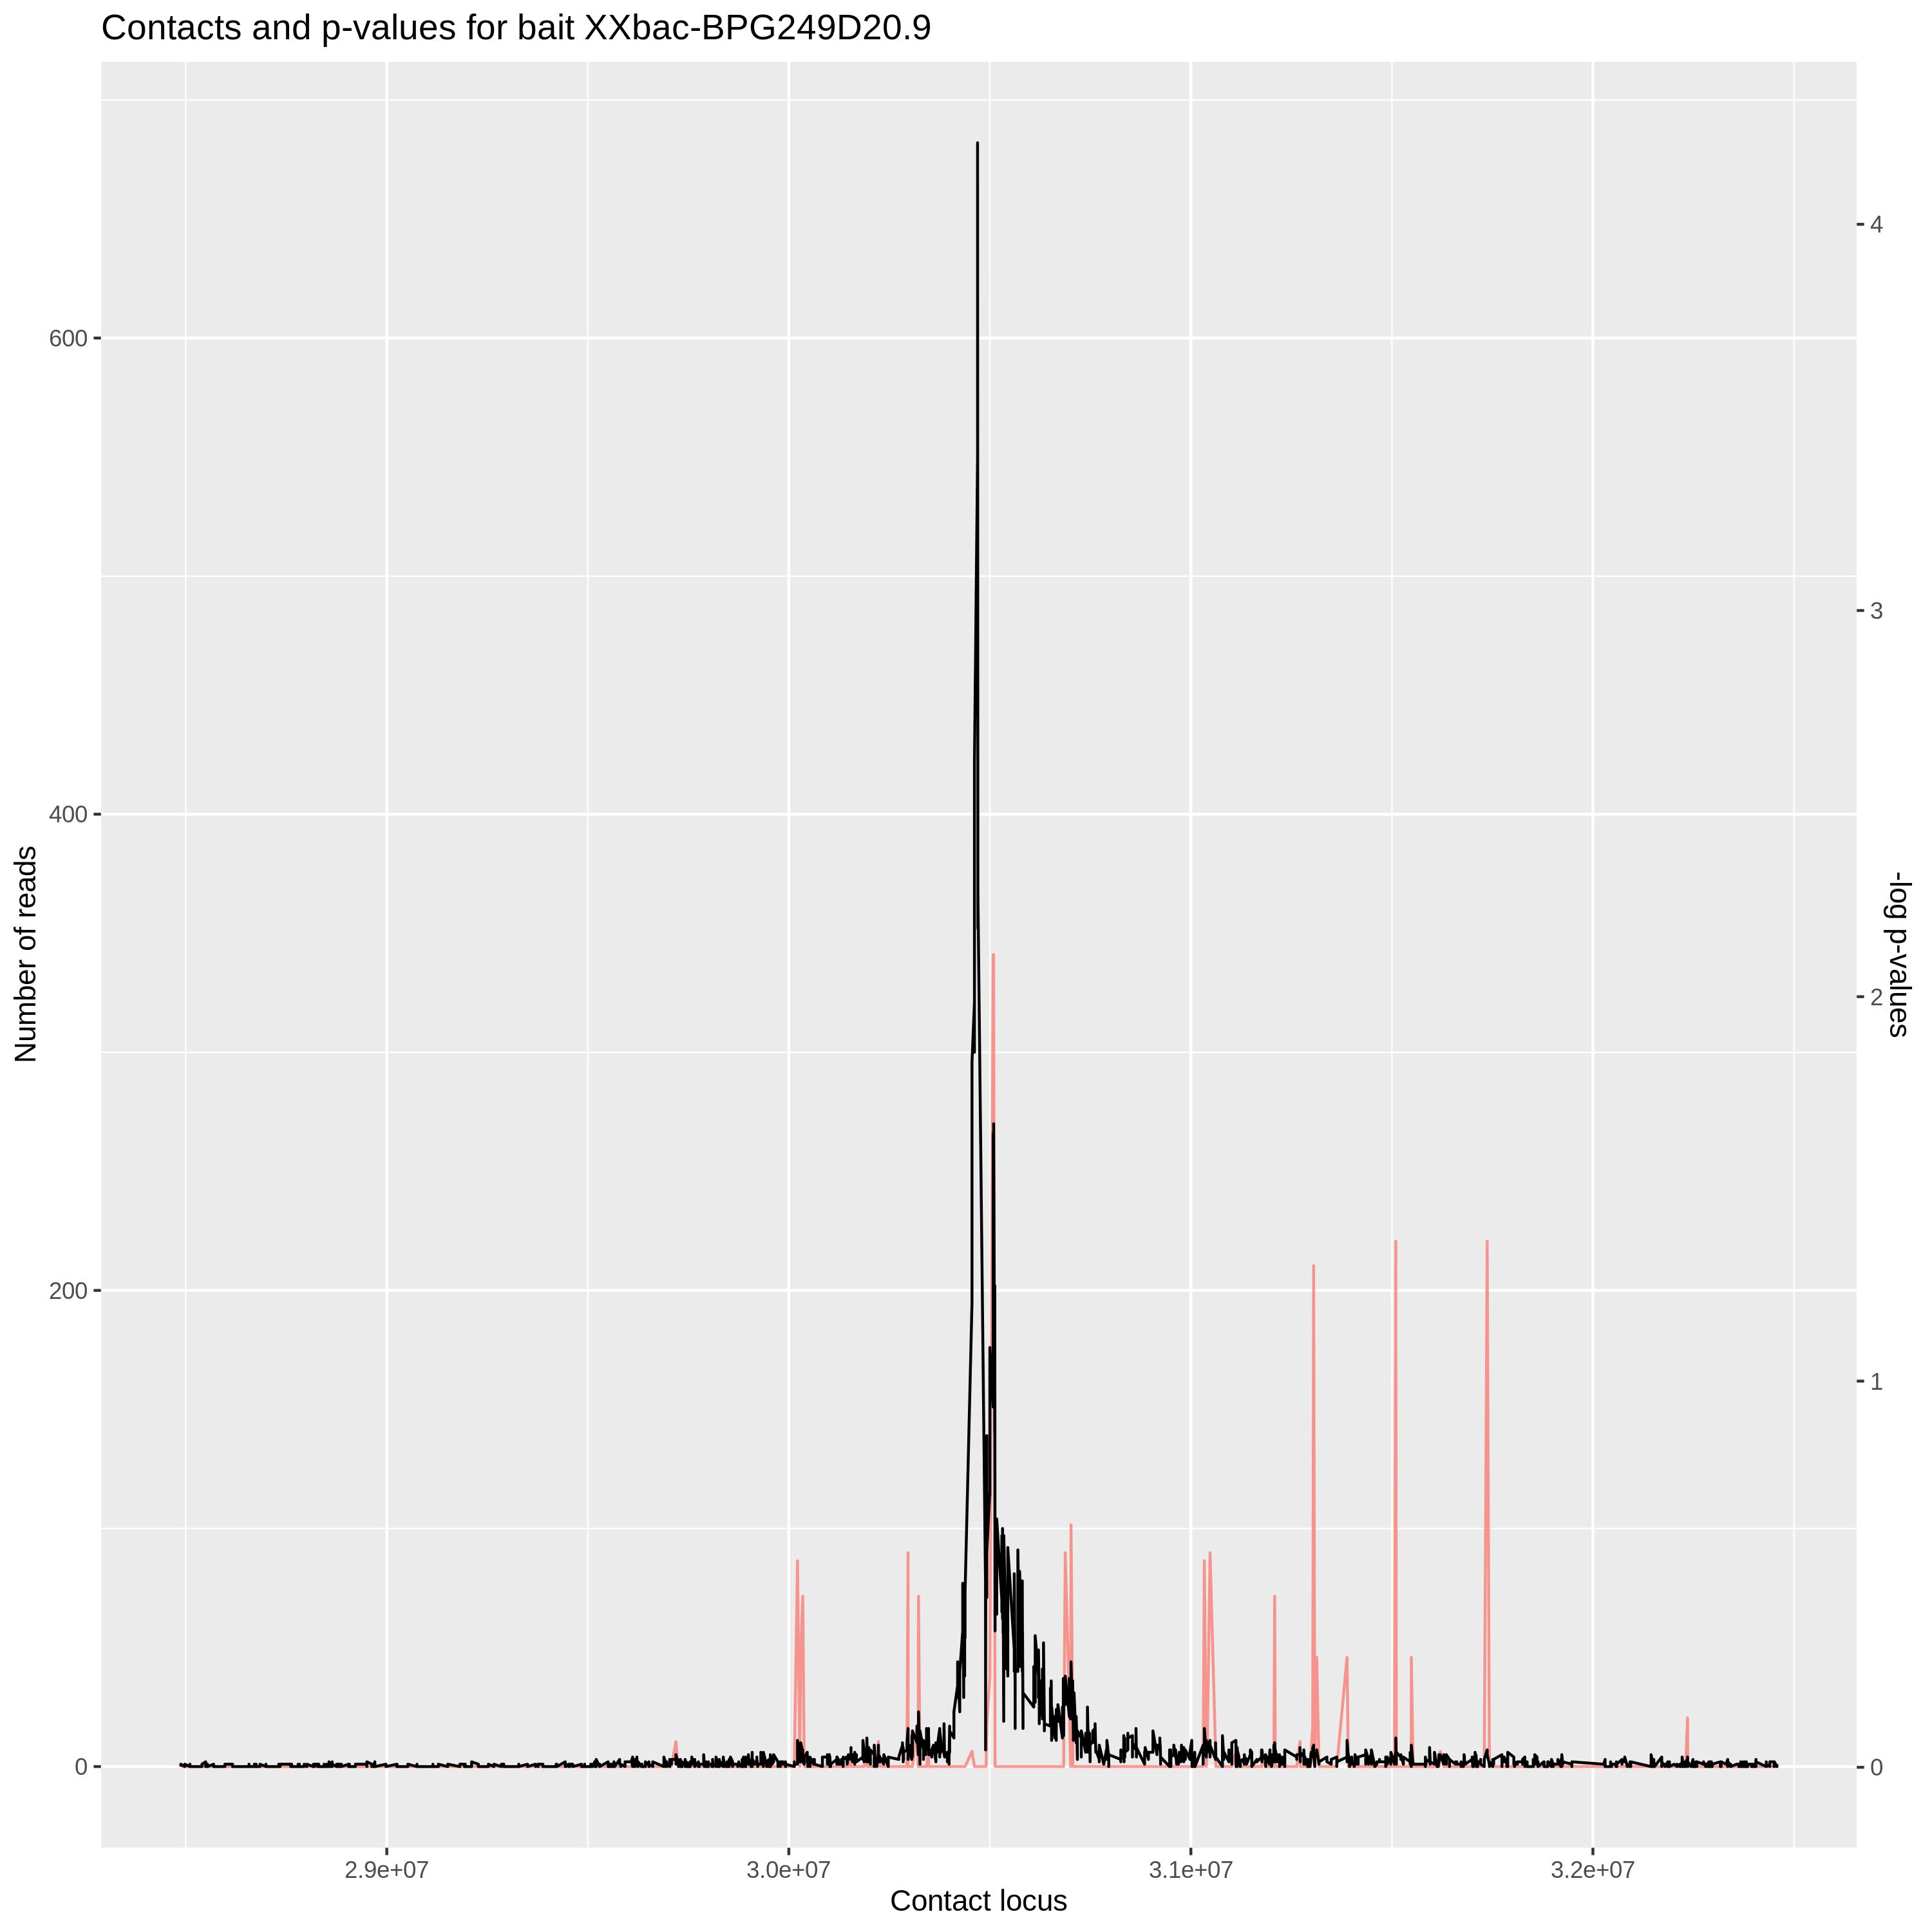 Contacts and p-values for bait XXbac-BPG249D20.9
Number of reads
600
400
200
0
4
3
2
1
0
-log p-values
2.9e+07
3.0e+07
3.1e+07
3.2e+07
Contact locus